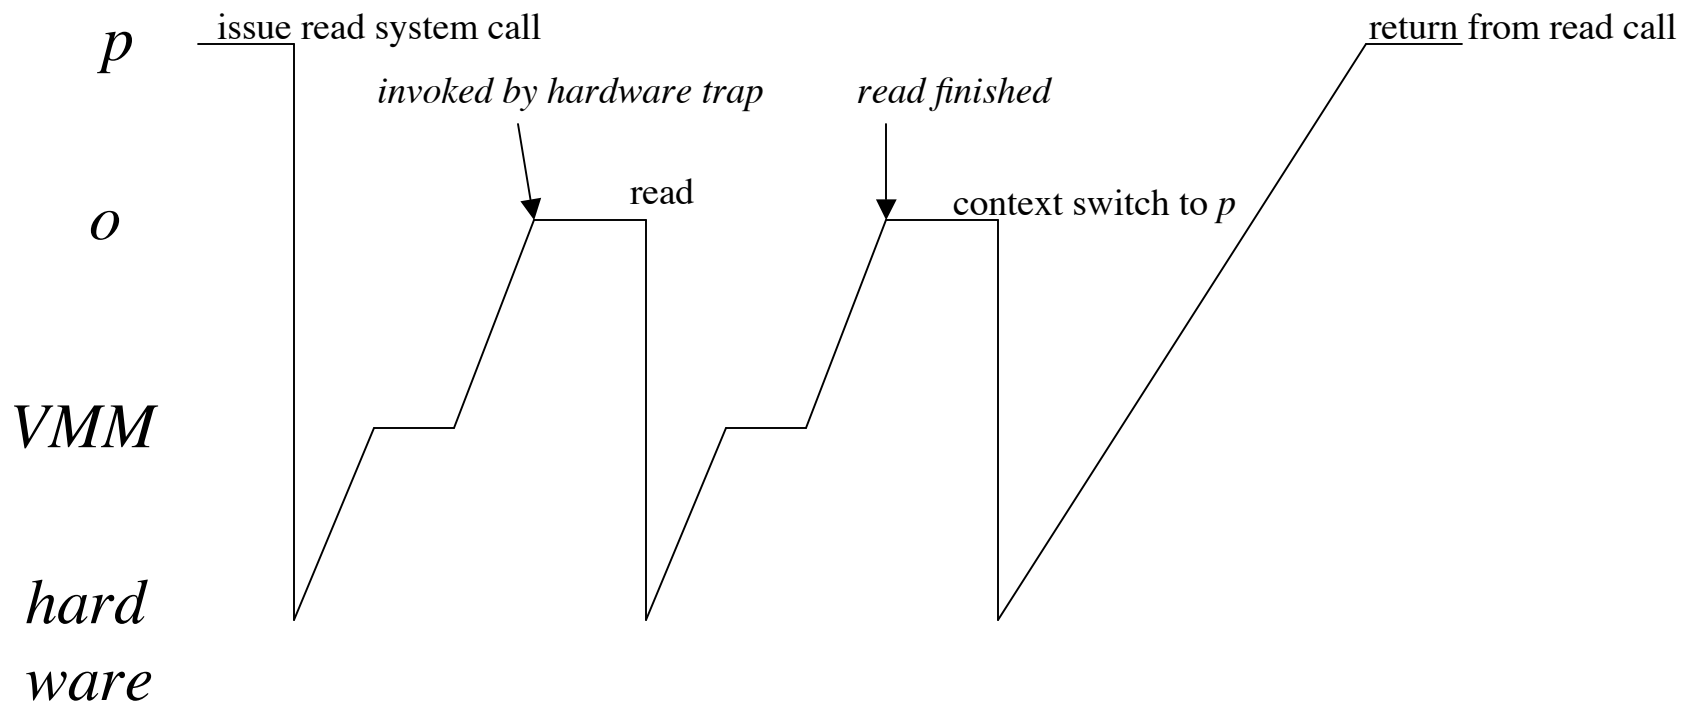 p
issue read system call
return from read call
invoked by hardware trap
read finished
o
read
context switch to p
VMM
hard
ware